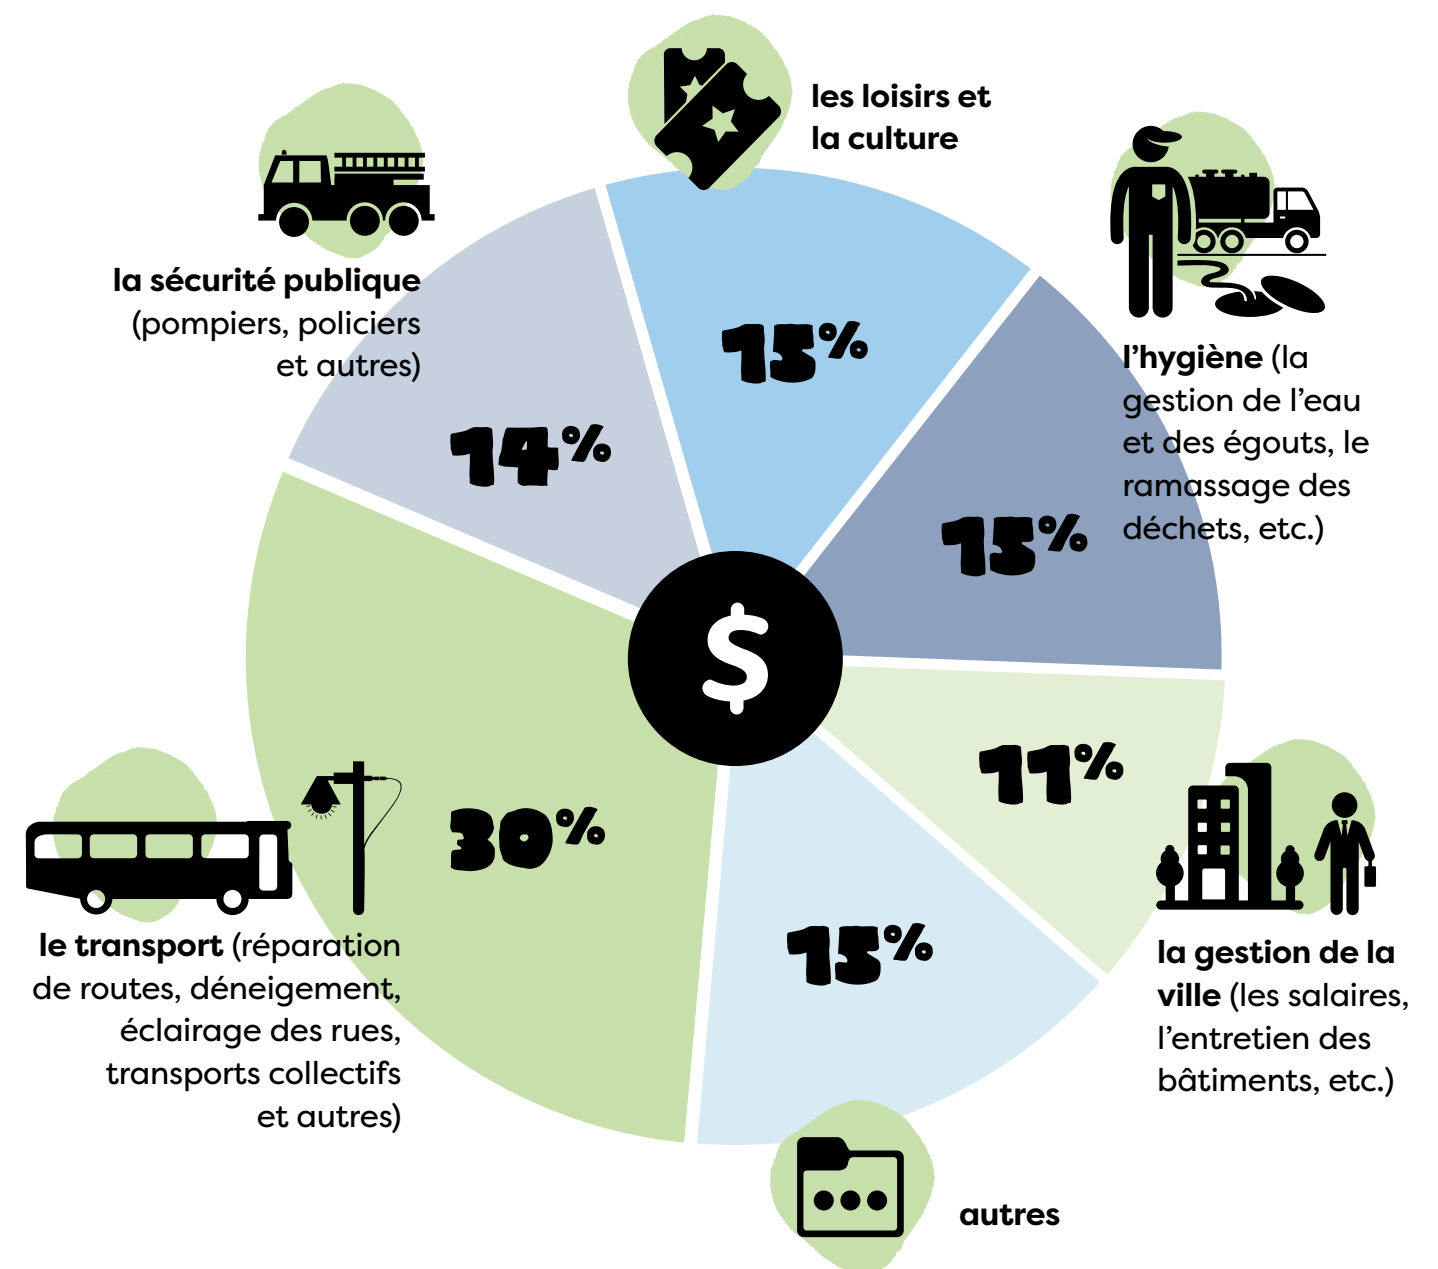 les loisirs et
la culture
15%
l'hygiène (la
gestion de l'eau
et des égouts, le
ramassage des
déchets, etc.)
15%
la gestion de la
ville (les salaires,
l'entretien des
bâtiments, etc.)
11%
autres
15%
le transport (réparation
de routes, déneigement,
éclairage des rues,
transports collectifs
et autres)
30%
la sécurité publique
(pompiers, policiers
et autres)
14%
$